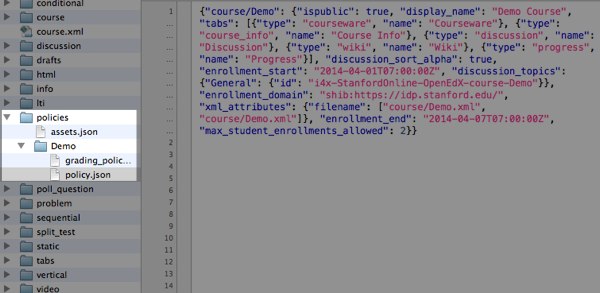 conditional
course
course.xml
discussion
drafts
html
info
lti
policies
assets.json
Demo
grading_polic...
policy.json
poll_question
problem
sequential
split_test
static
tabs
vertical
video
1 {"course/Demo": {"ispublic": true, "display_name": "Demo Course",
... "tabs": [{"type": "courseware", "name": "Courseware"}, {"type":
... "course_info", "name": "Course Info"}, {"type": "discussion", "name":
... "Discussion"}, {"type": "wiki", "name": "Wiki"}, {"type": "progress",
... "name": "Progress"}], "discussion_sort_alpha": true,
... "enrollment_start": "2014-04-01T07:00:00Z", "discussion_topics":
... {"General": {"id": "i4x-StanfordOnline-OpenEdX-course-Demo"}},
... "enrollment_domain": "shib:https://idp.stanford.edu/",
... "xml_attributes": {"filename": ["course/Demo.xml",
... "course/Demo.xml"]}, "enrollment_end": "2014-04-07T07:00:00Z",
... "max_student_enrollments_allowed": 2}}
2
3
4
5
6
7
8
9
10
11
12
13
14